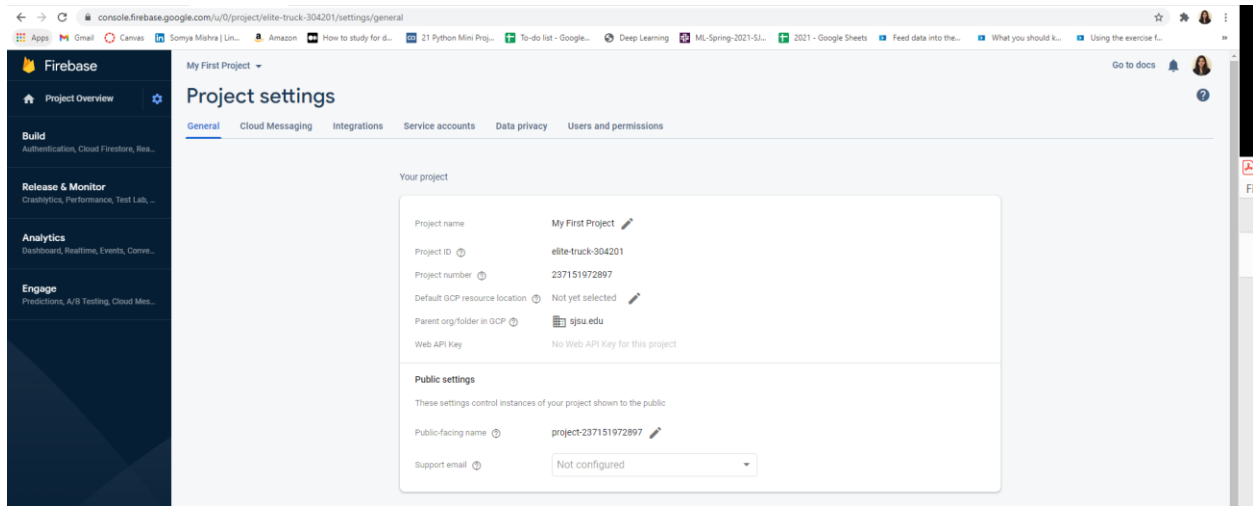 console.firebase.google.com/u/0/project/elite-truck-304201/settings/general
Apps Gmail Canvas Somya Mishra | Lin... Amazon How to study for d... 21 Python Mini Proj... To-do list - Google... Deep Learning ML-Spring-2021-SJ... 2021 - Google Sheets Feed data into the... What you should k... Using the exercise f... »
Firebase
My First Project
Go to docs
Project Overview
Project settings
General Cloud Messaging Integrations Service accounts Data privacy Users and permissions
Build
Authentication, Cloud Firestore, Rea...
Release & Monitor
Crashlytics, Performance, Test Lab, ...
Analytics
Dashboard, Realtime, Events, Conve...
Engage
Predictions, A/B Testing, Cloud Mes...
Your project
Project name My First Project
Project ID elite-truck-304201
Project number 237151972897
Default GCP resource location Not yet selected
Parent org/folder in GCP sjsu.edu
Web API Key No Web API Key for this project
Public settings
These settings control instances of your project shown to the public
Public-facing name project-237151972897
Support email Not configured